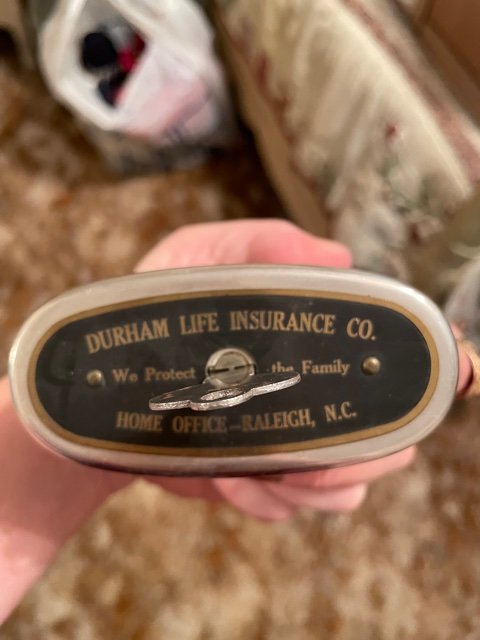 DURHAM LIFE INSURANCE CO.
We Protect the Family
HOME OFFICE - RALEIGH, N.C.